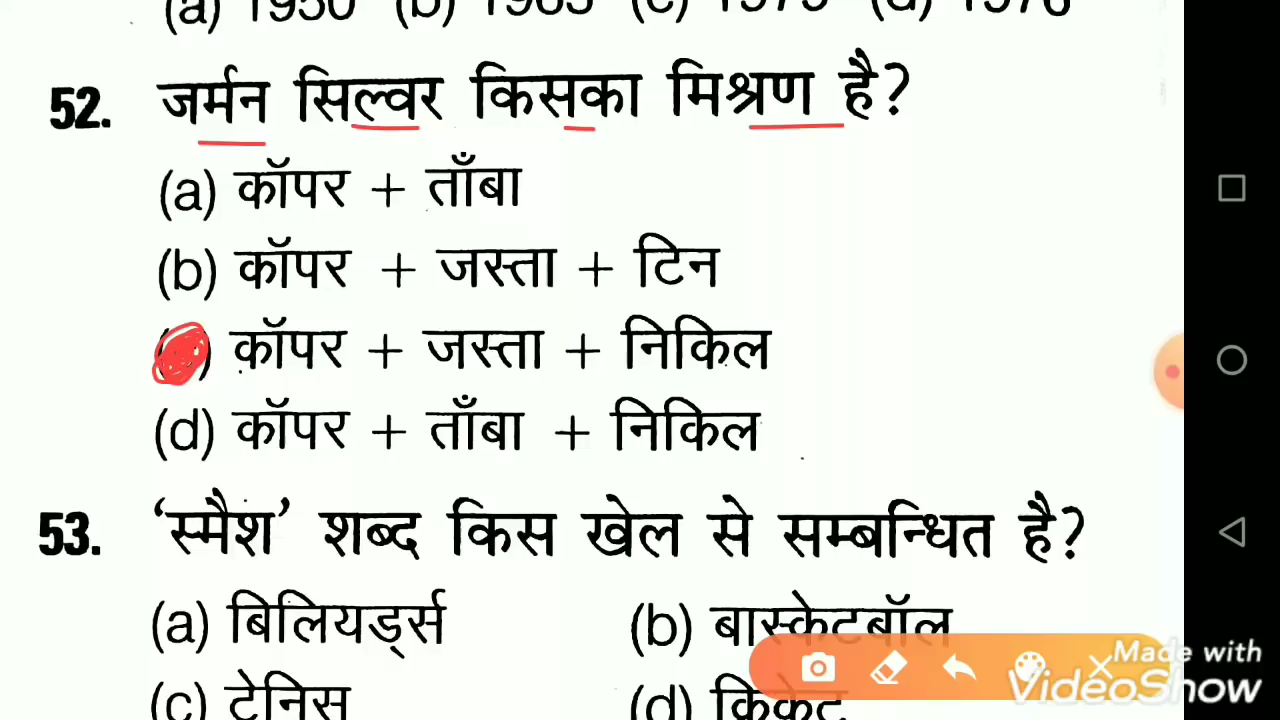 52. जर्मन सिल्वर किसका मिश्रण है?
(a) कॉपर + ताँबा
(b) कॉपर + जस्ता + टिन
कॉपर + जस्ता + निकिल
(d) कॉपर + ताँबा + निकिल
53. ‘स्मैश’ शब्द किस खेल से सम्बन्धित है?
(a) बिलियर्ड्स (b) बास्केटबॉल
(c) टेनिस (d) क्रिकेट
Made with
VideoShow